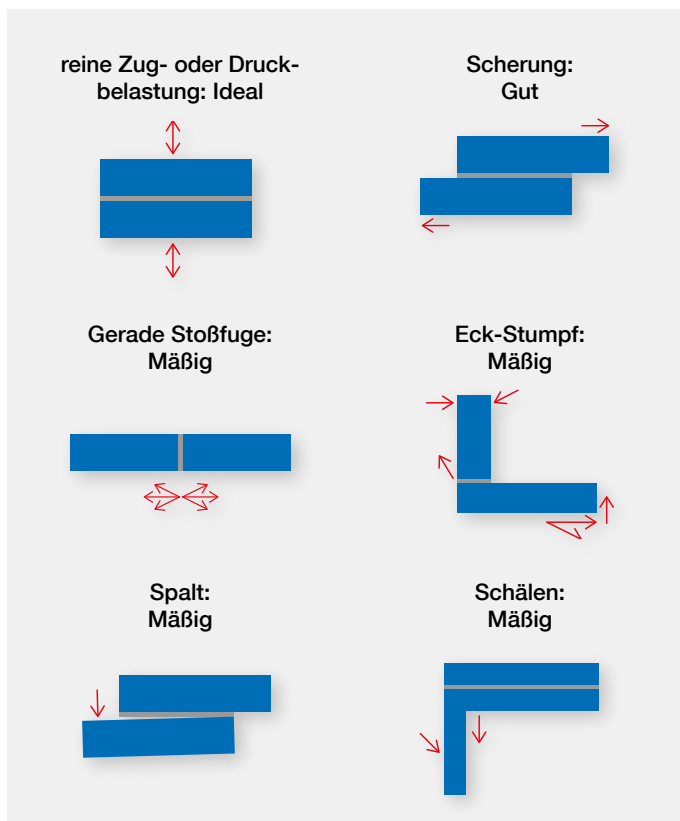 reine Zug- oder Druck-
belastung: Ideal
Scherung:
Gut
Gerade Stoßfuge:
Mäßig
Eck-Stumpf:
Mäßig
Spalt:
Mäßig
Schälen:
Mäßig